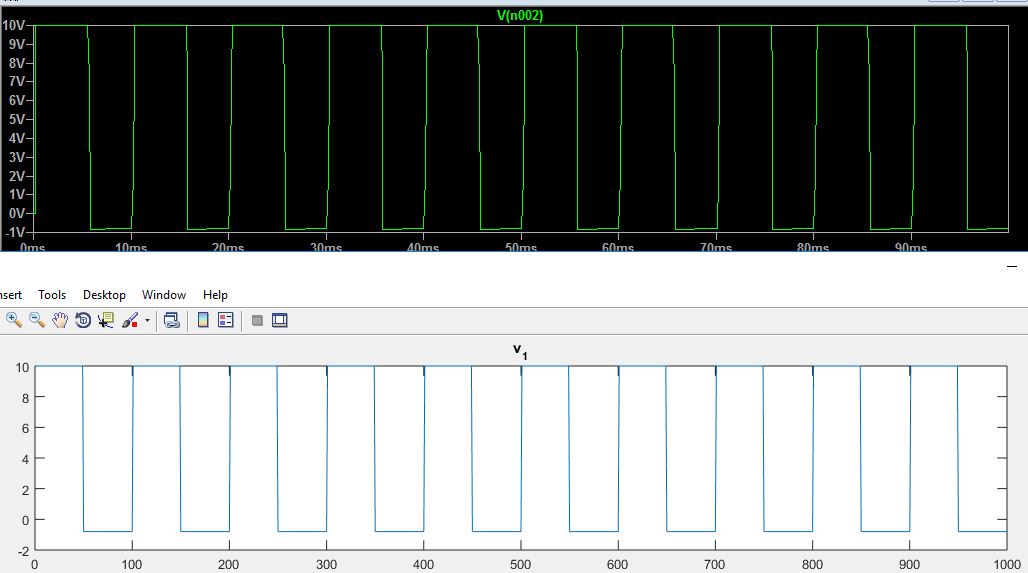 V(n002)
10V
9V
8V
7V
6V
5V
4V
3V
2V
1V
0V
-1V
0ms 10ms 20ms 30ms 40ms 50ms 60ms 70ms 80ms 90ms
nsert Tools Desktop Window Help
v1
10
8
6
4
2
0
-2
0 100 200 300 400 500 600 700 800 900 1000